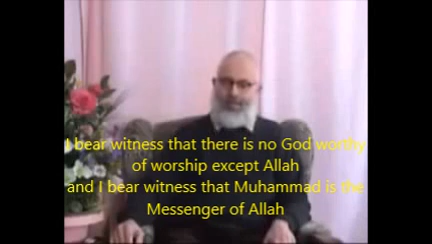 I bear witness that there is no God worthy
of worship except Allah
and I bear witness that Muhammad is the
Messenger of Allah